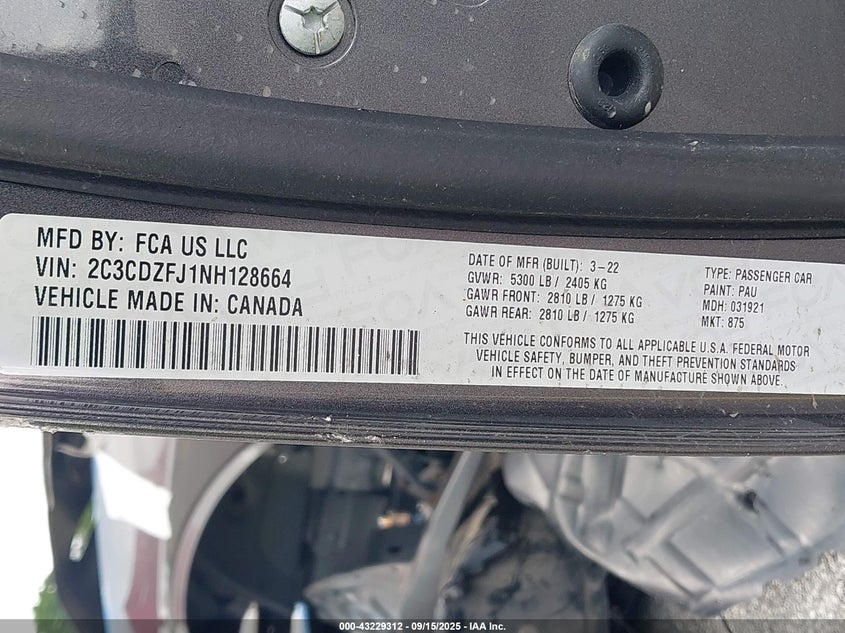 MFD BY: FCA US LLC
VIN: 2C3CDZFJ1NH128664
VEHICLE MADE IN: CANADA
DATE OF MFR (BUILT): 3-22
GVWR: 5300 LB / 2405 KG
GAWR FRONT: 2810 LB / 1275 KG
GAWR REAR: 2810 LB / 1275 KG
TYPE: PASSENGER CAR
PAINT: PAU
MDH: 031921
MKT: 875
THIS VEHICLE CONFORMS TO ALL APPLICABLE U.S.A. FEDERAL MOTOR
VEHICLE SAFETY, BUMPER, AND THEFT PREVENTION STANDARDS
IN EFFECT ON THE DATE OF MANUFACTURE SHOWN ABOVE.
000-43229312 - 09/15/2025 - IAA Inc.